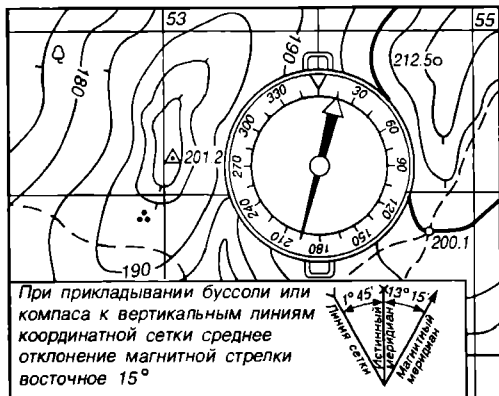 53
55
190
180
212.5
201.2
330
30
300
60
270
90
240
120
210
180
150
200.1
190
При прикладывании буссоли или
компаса к вертикальным линиям
координатной сетки среднее
отклонение магнитной стрелки
восточное 15°
1° 45'
13° 15'
Линия сетки
Истинный
меридиан
Магнитный
меридиан